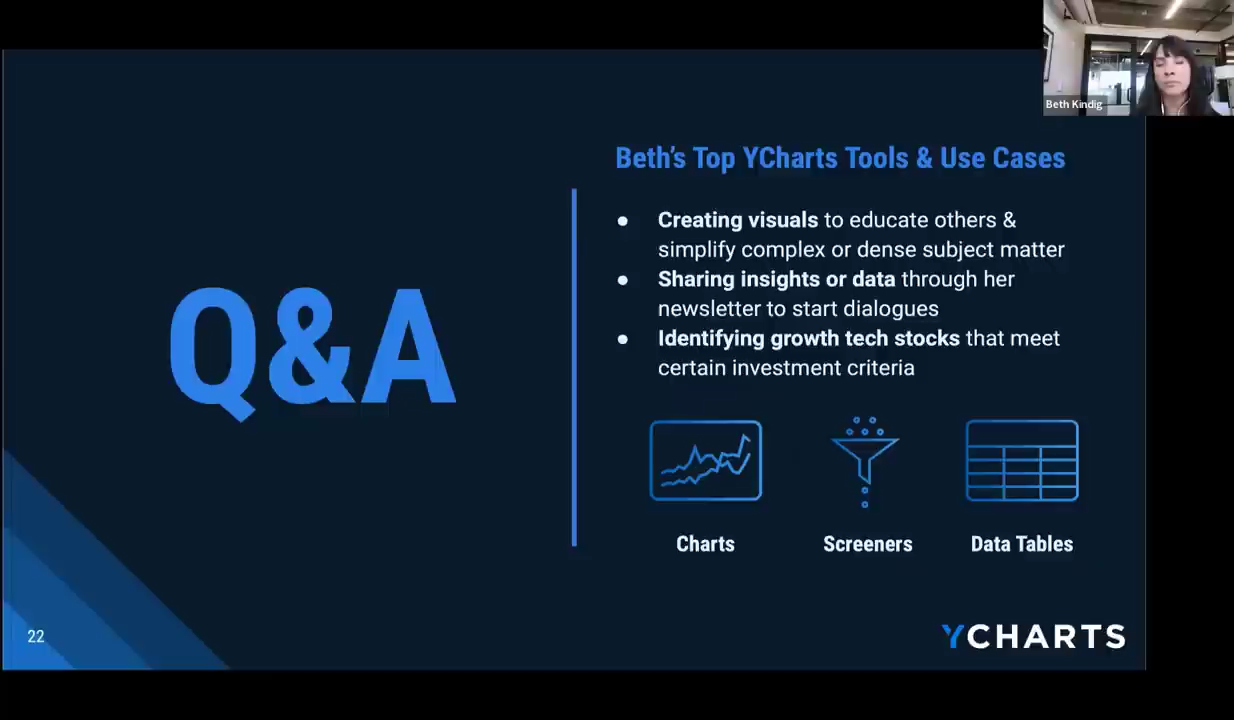 Beth Kindig
Q&A
Beth's Top YCharts Tools & Use Cases
● Creating visuals to educate others &
simplify complex or dense subject matter
● Sharing insights or data through her
newsletter to start dialogues
● Identifying growth tech stocks that meet
certain investment criteria
Charts
Screeners
Data Tables
22
YCHARTS